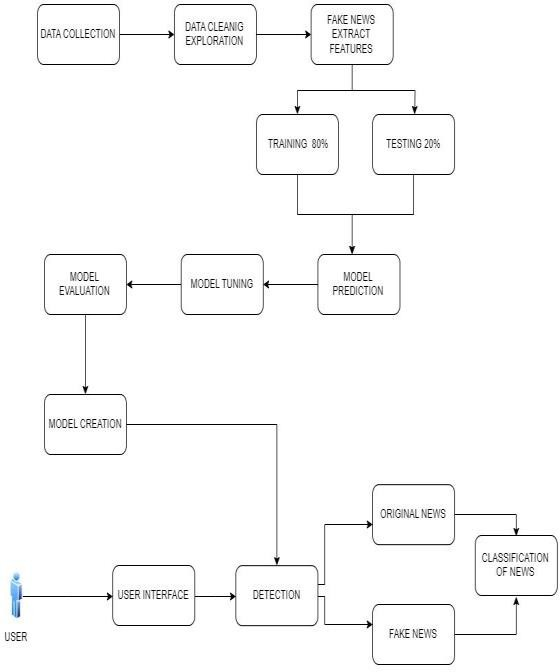 DATA COLLECTION
DATA CLEANIG
EXPLORATION
FAKE NEWS
EXTRACT
FEATURES
TRAINING 80%
TESTING 20%
MODEL
EVALUATION
MODEL TUNING
MODEL
PREDICTION
MODEL CREATION
ORIGINAL NEWS
CLASSIFICATION
OF NEWS
USER INTERFACE
DETECTION
FAKE NEWS
USER